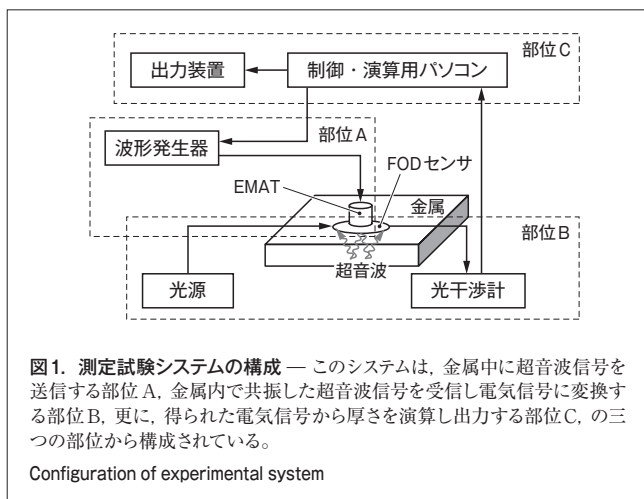 部位C
出力装置
制御・演算用パソコン
部位A
波形発生器
FODセンサ
EMAT
金属
部位B
超音波
光源
光干渉計
図1. 測定試験システムの構成 — このシステムは，金属中に超音波信号を
送信する部位A，金属内で共振した超音波信号を受信し電気信号に変換す
る部位B，更に，得られた電気信号から厚さを演算し出力する部位C，の三
つの部位から構成されている。
Configuration of experimental system